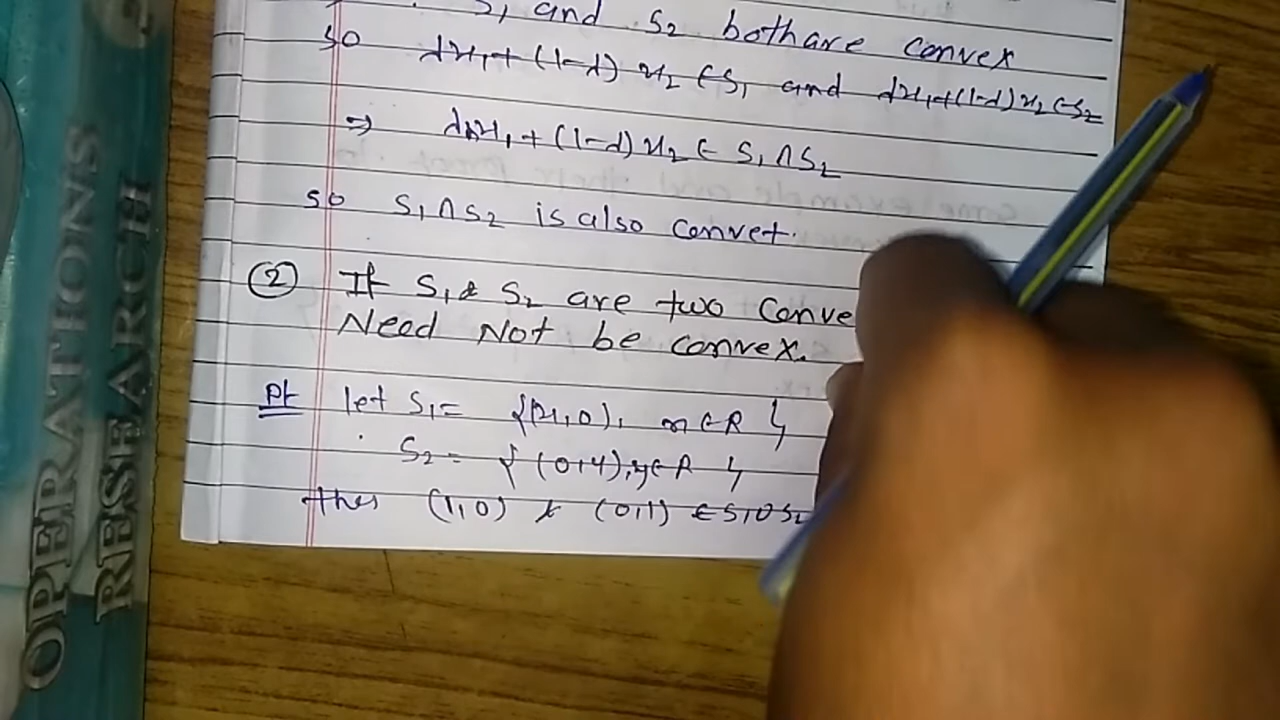 S₁ and S₂ both are convex
so λx₁+(1-λ) x₂ ∈ S₁ and λx₁+(1-λ)x₂ ∈ S₂
⇒ λx₁+(1-λ)x₂ ∈ S₁∩S₂
so S₁∩S₂ is also convet.
② If S₁ & S₂ are two Conve
Need Not be convex.
Pf let S₁= {(x,0), x∈R}
S₂= {(0,y),y∈R}
then (1,0) & (0,1) ∈ S₁∪S₂
OPERATIONS
RESEARCH